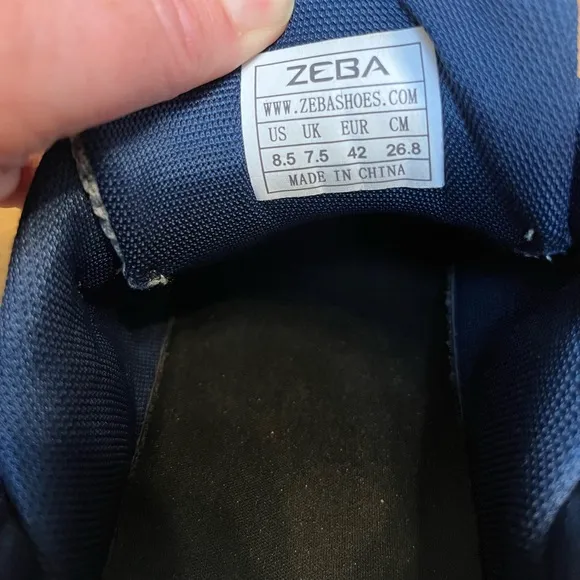 ZEBA
WWW.ZEBASHOES.COM
US UK EUR CM
8.5 7.5 42 26.8
MADE IN CHINA